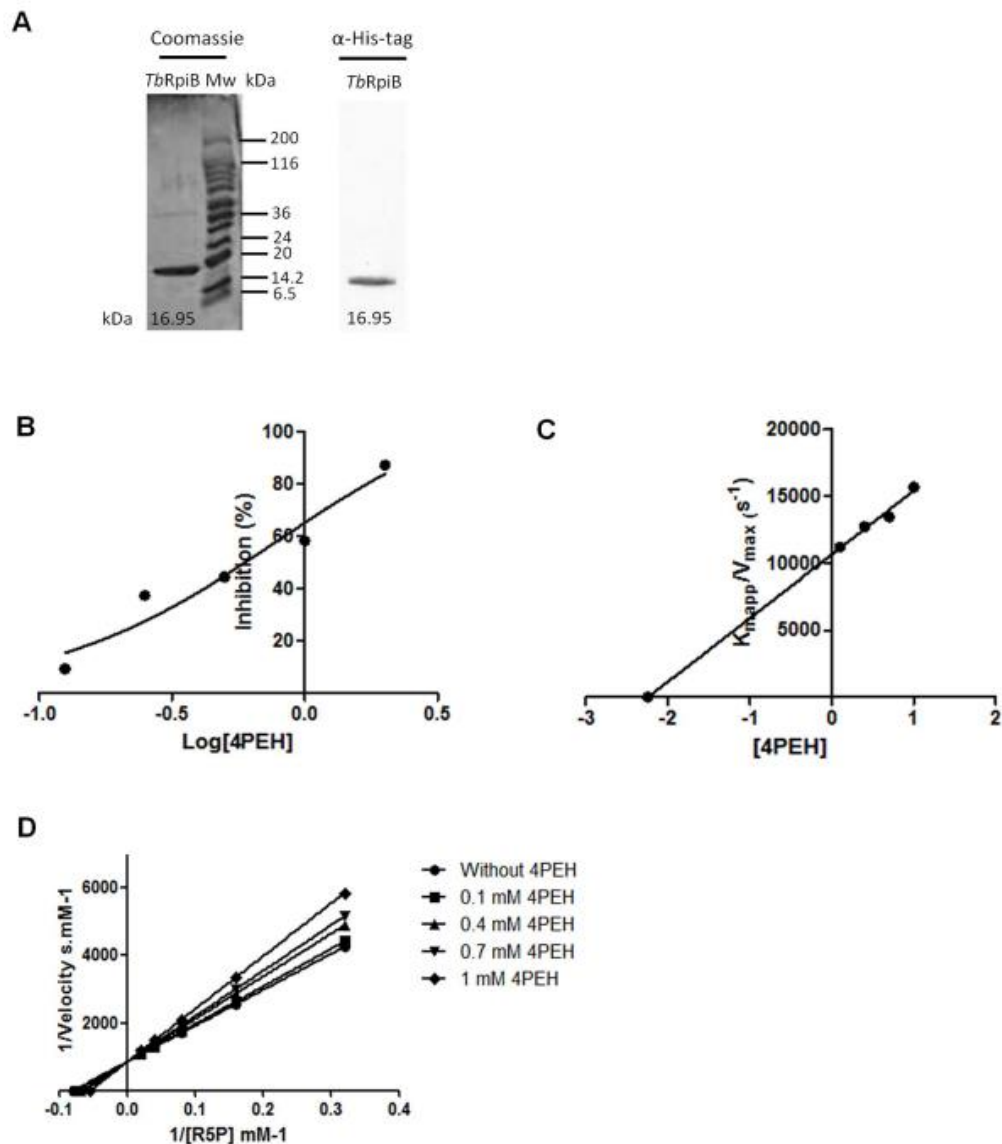 A
Coomassie
α-His-tag
TbRpiB Mw kDa
TbRpiB
200
116
36
24
20
14.2
6.5
kDa 16.95
16.95
B
100
80
60
40
20
Inhibition (%)
-1.0 -0.5 0.0 0.5
Log[4PEH]
C
20000
15000
10000
5000
Kmapp/Vmax (s-1)
-3 -2 -1 0 1 2
[4PEH]
D
6000
4000
2000
1/Velocity s.mM-1
-0.1 0.0 0.1 0.2 0.3 0.4
1/[R5P] mM-1
Without 4PEH
0.1 mM 4PEH
0.4 mM 4PEH
0.7 mM 4PEH
1 mM 4PEH